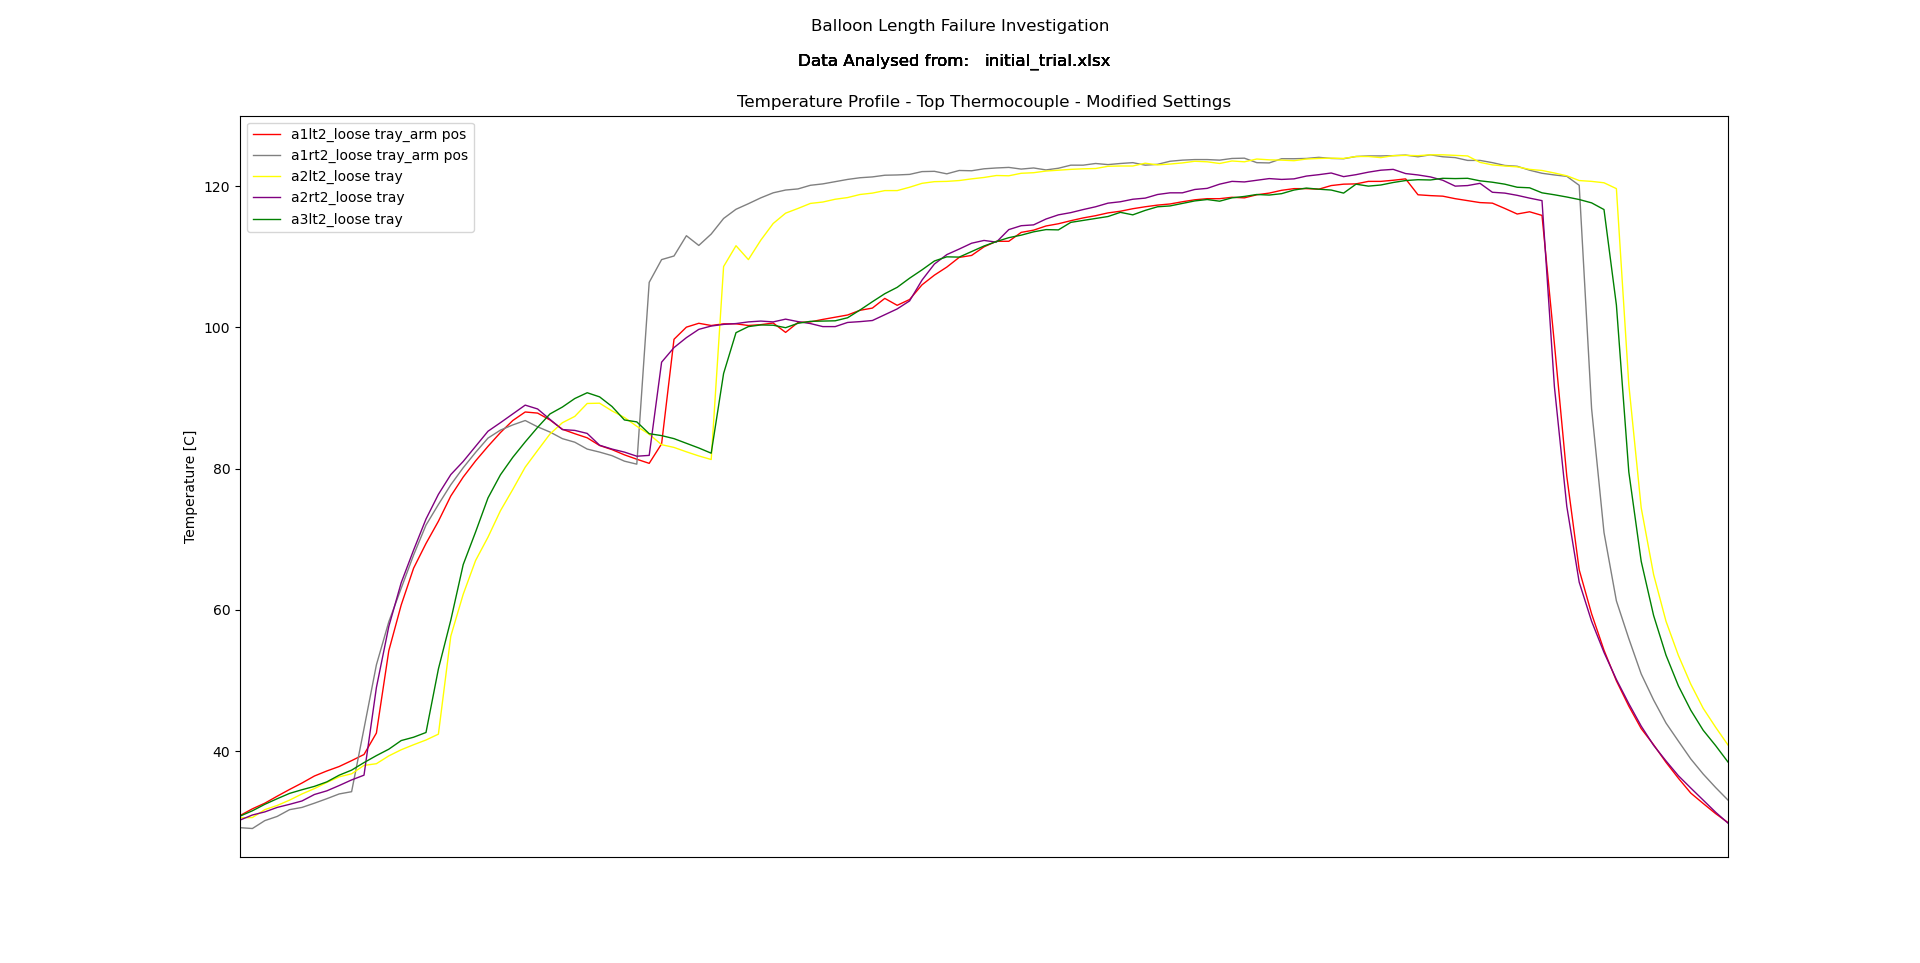 Balloon Length Failure Investigation
Data Analysed from:   initial_trial.xlsx
Temperature Profile - Top Thermocouple - Modified Settings
a1lt2_loose tray_arm pos
a1rt2_loose tray_arm pos
a2lt2_loose tray
a2rt2_loose tray
a3lt2_loose tray
120
100
80
60
40
Temperature [C]